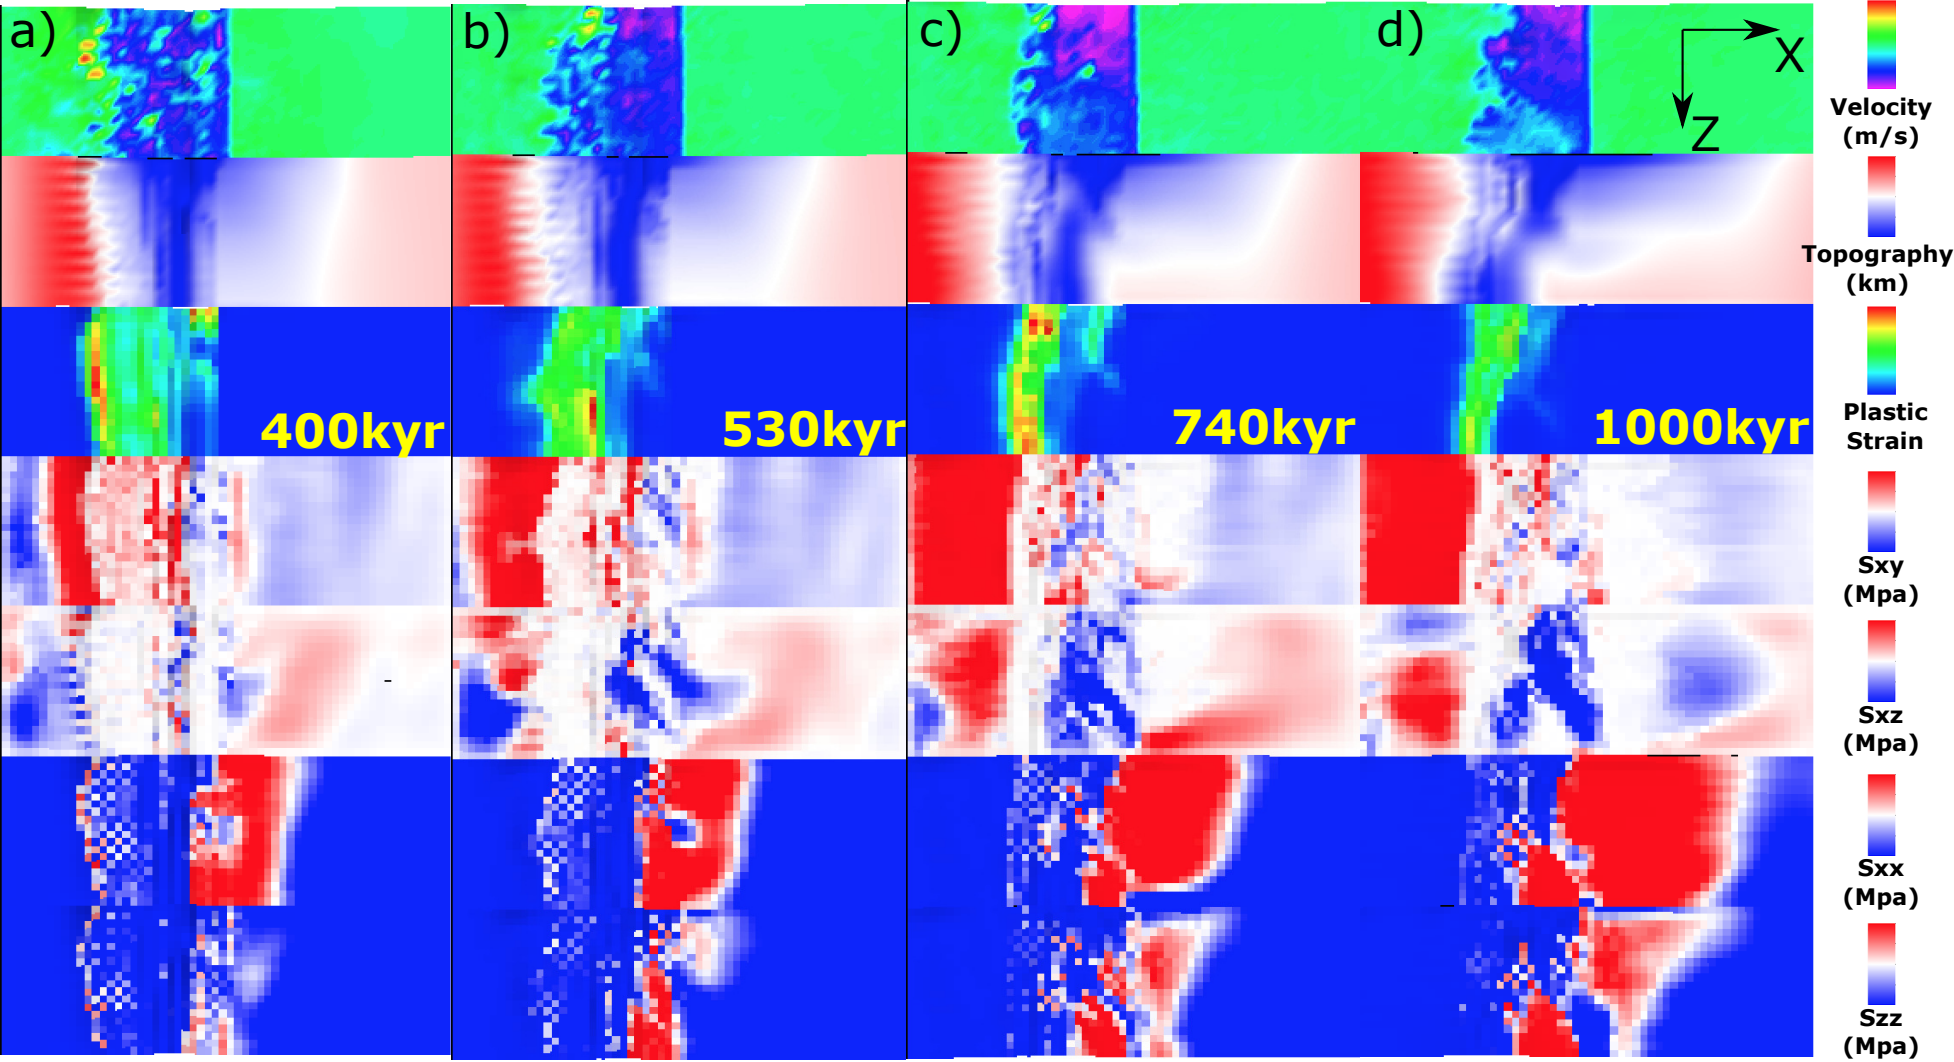 a)
b)
c)
d)
X
Z
Velocity
(m/s)
Topography
(km)
400kyr
530kyr
740kyr
1000kyr
Plastic
Strain
Sxy
(Mpa)
Sxz
(Mpa)
Sxx
(Mpa)
Szz
(Mpa)